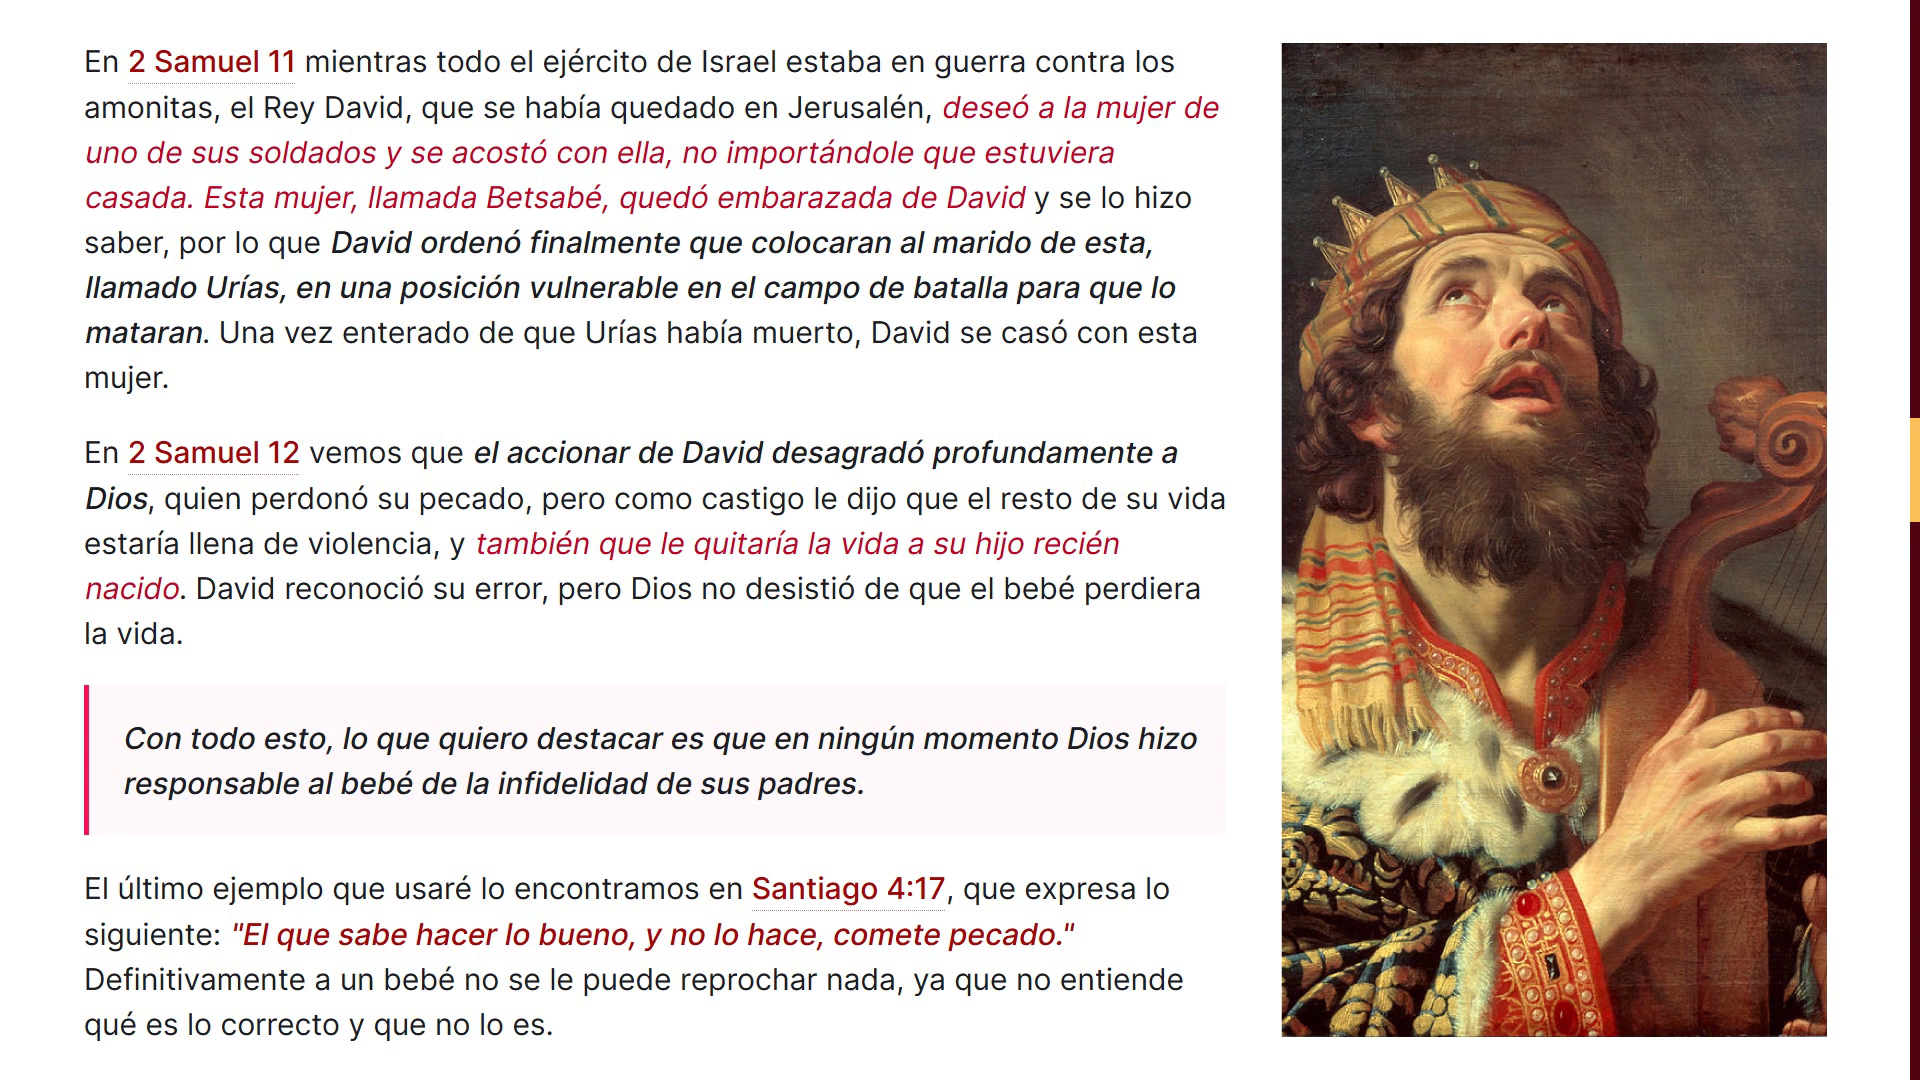 En 2 Samuel 11 mientras todo el ejército de Israel estaba en guerra contra los
amonitas, el Rey David, que se había quedado en Jerusalén, deseó a la mujer de
uno de sus soldados y se acostó con ella, no importándole que estuviera
casada. Esta mujer, llamada Betsabé, quedó embarazada de David y se lo hizo
saber, por lo que David ordenó finalmente que colocaran al marido de esta,
llamado Urías, en una posición vulnerable en el campo de batalla para que lo
mataran. Una vez enterado de que Urías había muerto, David se casó con esta
mujer.
En 2 Samuel 12 vemos que el accionar de David desagradó profundamente a
Dios, quien perdonó su pecado, pero como castigo le dijo que el resto de su vida
estaría llena de violencia, y también que le quitaría la vida a su hijo recién
nacido. David reconoció su error, pero Dios no desistió de que el bebé perdiera
la vida.
Con todo esto, lo que quiero destacar es que en ningún momento Dios hizo
responsable al bebé de la infidelidad de sus padres.
El último ejemplo que usaré lo encontramos en Santiago 4:17, que expresa lo
siguiente: "El que sabe hacer lo bueno, y no lo hace, comete pecado."
Definitivamente a un bebé no se le puede reprochar nada, ya que no entiende
qué es lo correcto y que no lo es.